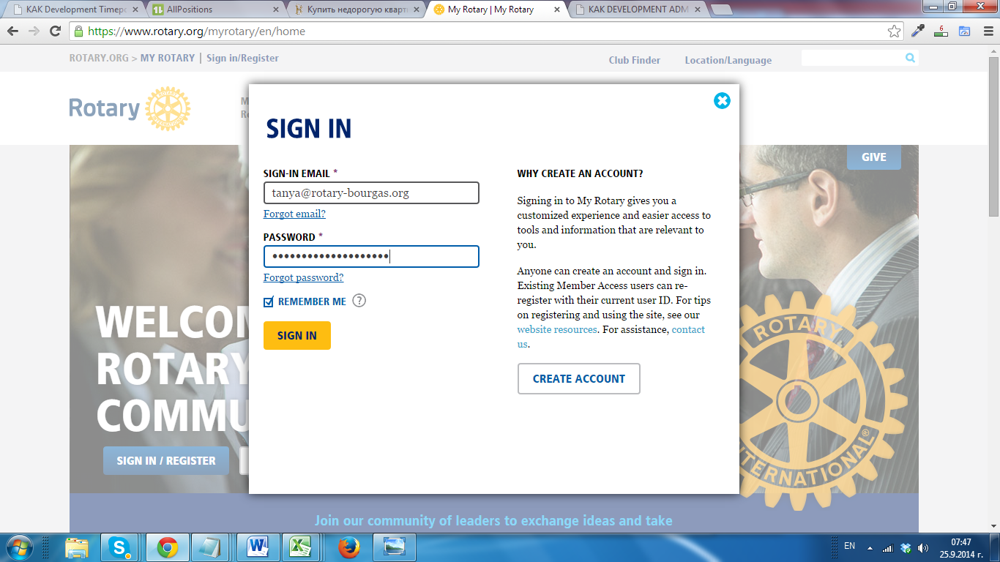 KAK Development Timepo
AllPositions
Купить недорогую кварти
My Rotary | My Rotary
KAK DEVELOPMENT ADM
https://www.rotary.org/myrotary/en/home
6
ROTARY.ORG > MY ROTARY | Sign in/Register
Club Finder
Location/Language
Rotary
ROTARY
INTERNATIONAL
M
Re
SIGN IN
SIGN-IN EMAIL *
tanya@rotary-bourgas.org
Forgot email?
PASSWORD *
••••••••••••••••••••
Forgot password?
REMEMBER ME ?
SIGN IN
WHY CREATE AN ACCOUNT?
Signing in to My Rotary gives you a
customized experience and easier access to
tools and information that are relevant to
you.
Anyone can create an account and sign in.
Existing Member Access users can re-
register with their current user ID. For tips
on registering and using the site, see our
website resources. For assistance, contact
us.
CREATE ACCOUNT
GIVE
WELCOM
ROTARY
COMMU
SIGN IN / REGISTER
ROTARY
INTERNATIONAL®
Join our community of leaders to exchange ideas and take
EN
07:47
25.9.2014 г.